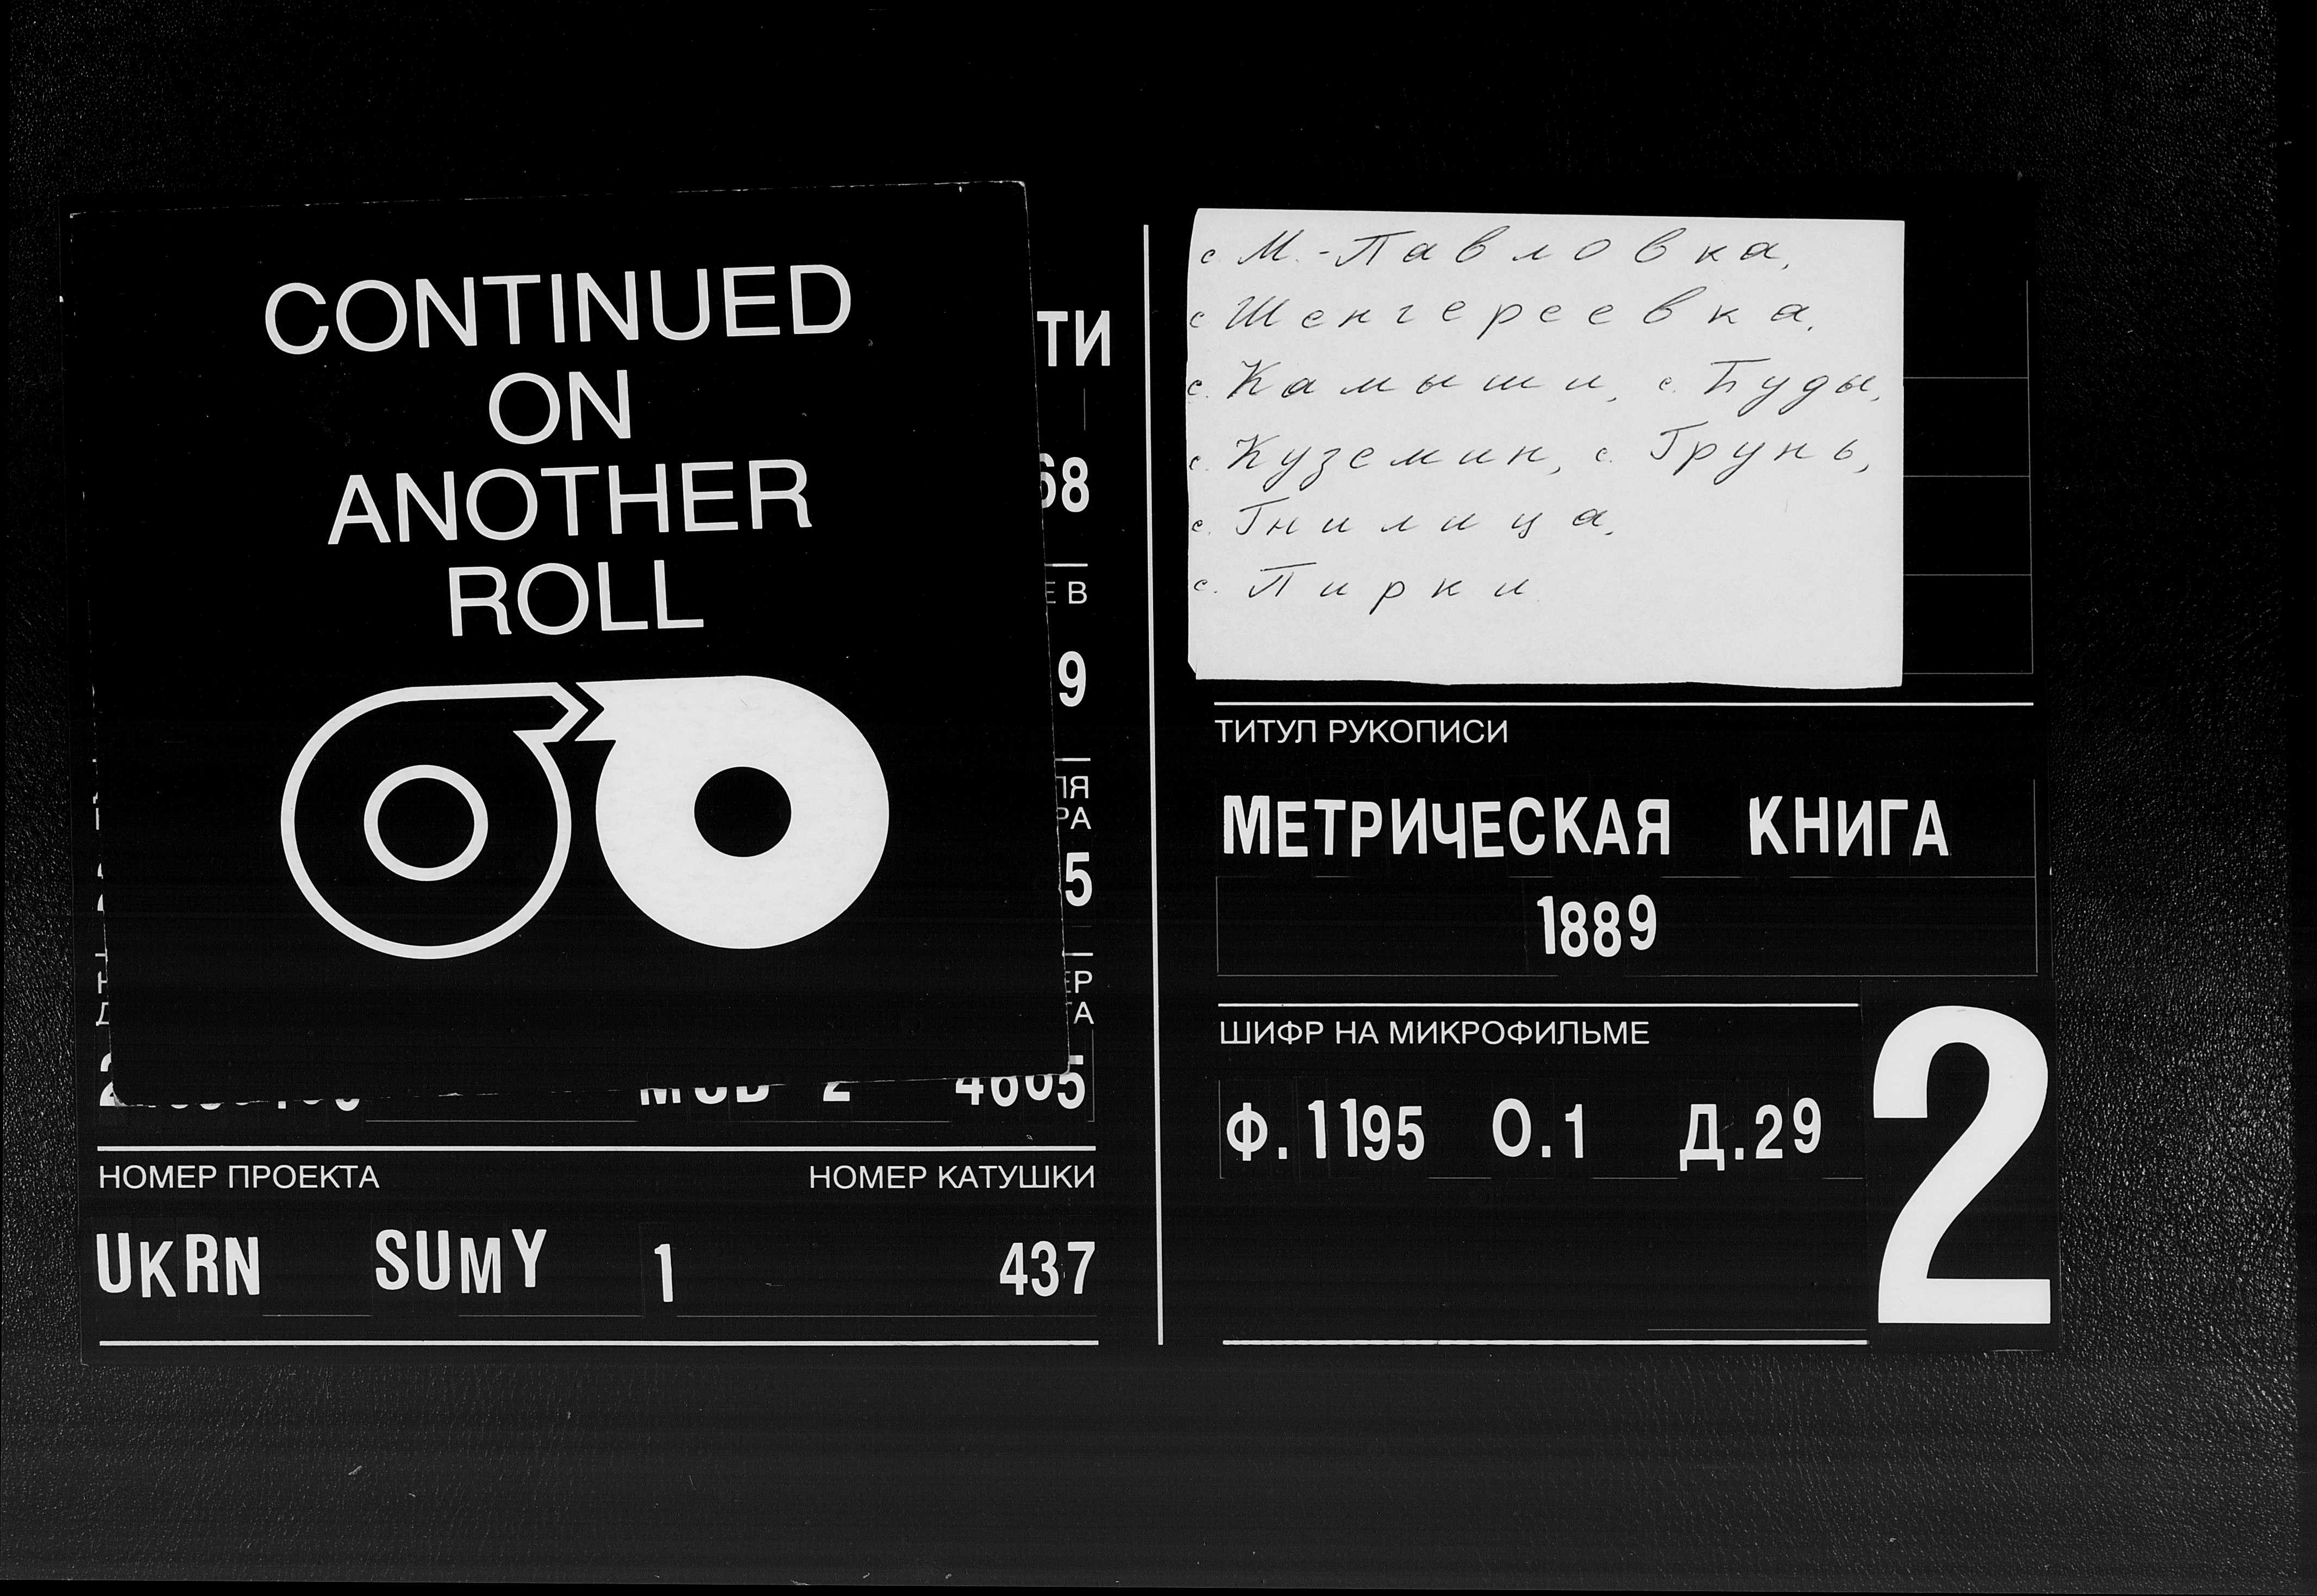 CONTINUED
ON
ANOTHER
ROLL
ТИ
68
9
5
4605
НОМЕР ПРОЕКТА НОМЕР КАТУШКИ
UKRN SUMY 1 437
с. М.-Павловка,
с. Шенгереевка,
с. Камыши, с. Буды,
с. Куземин, с. Грунь,
с. Гнилица,
с. Пирки
ТИТУЛ РУКОПИСИ
МЕТРИЧЕСКАЯ КНИГА
1889
ШИФР НА МИКРОФИЛЬМЕ
Ф.1195 О.1 Д.29
2